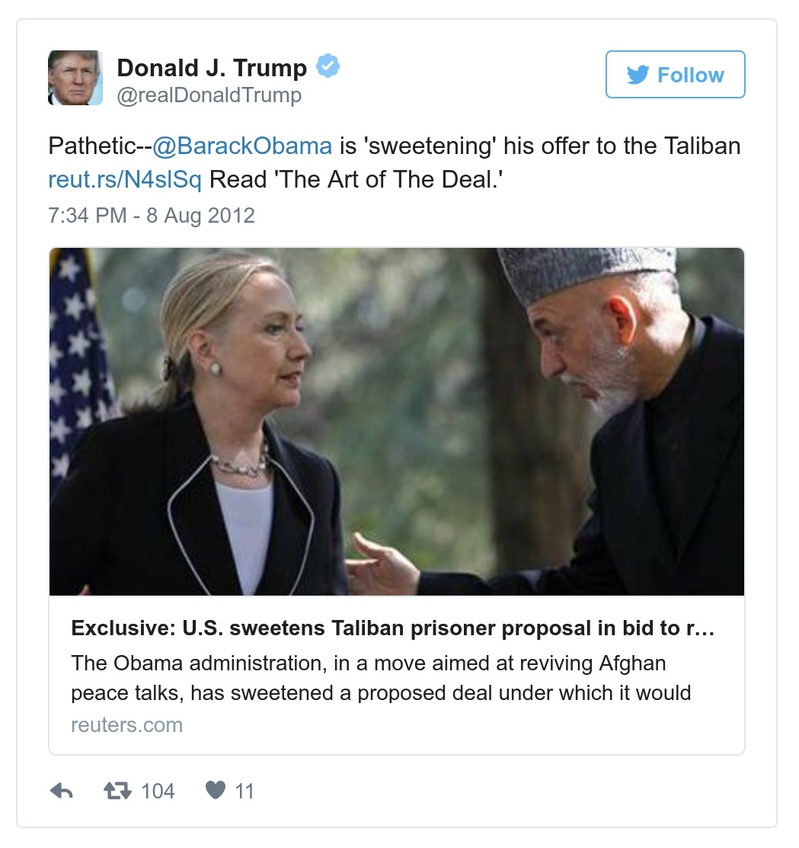 Donald J. Trump
@realDonaldTrump
Follow
Pathetic--@BarackObama is 'sweetening' his offer to the Taliban
reut.rs/N4slSq Read 'The Art of The Deal.'
7:34 PM - 8 Aug 2012
Exclusive: U.S. sweetens Taliban prisoner proposal in bid to r...
The Obama administration, in a move aimed at reviving Afghan
peace talks, has sweetened a proposed deal under which it would
reuters.com
104
11